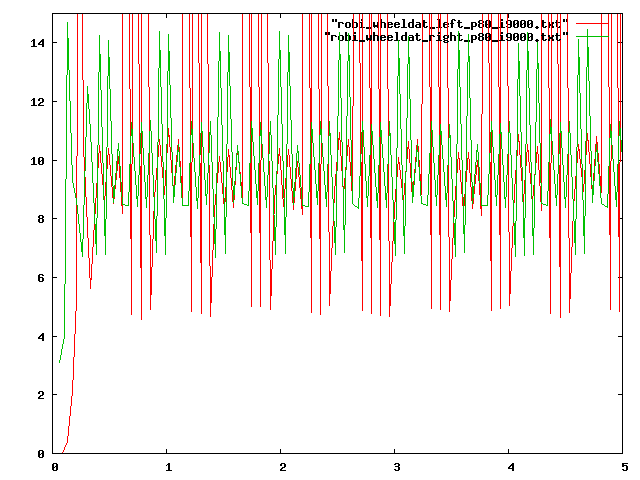 "robi_wheeldat_left_p80_i9000.txt"
"robi_wheeldat_right_p80_i9000.txt"
14
12
10
8
6
4
2
0
0 1 2 3 4 5